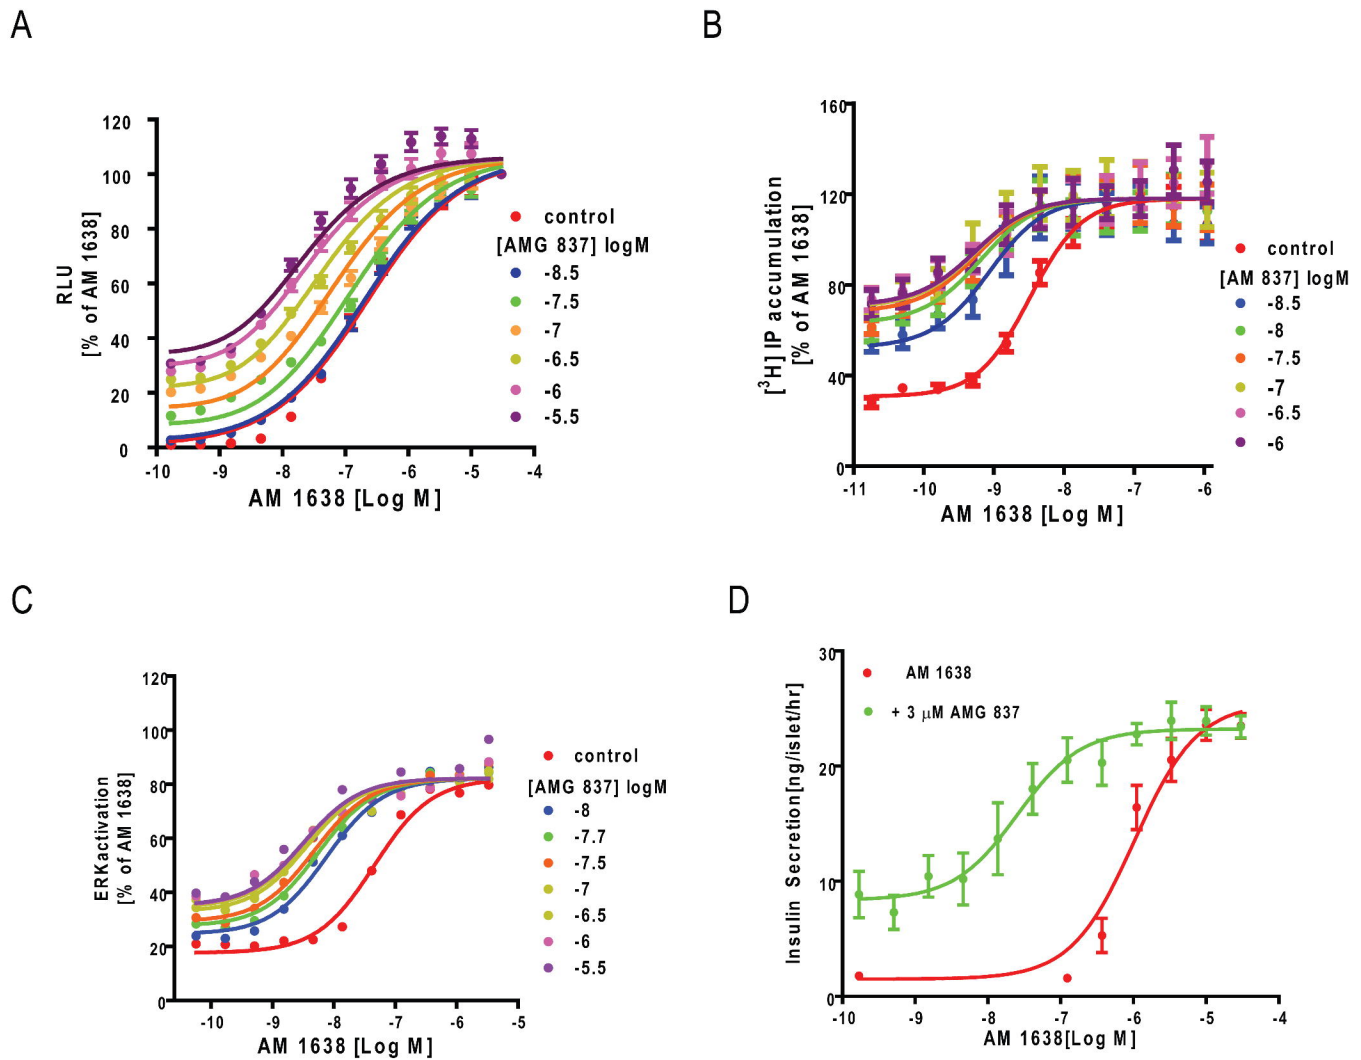 A
RLU
[% of AM 1638]
120
100
80
60
40
20
0
-10
-9
-8
-7
-6
-5
-4
AM 1638 [Log M]
control
[AMG 837] logM
-8.5
-7.5
-7
-6.5
-6
-5.5
B
[³H] IP accumulation
[% of AM 1638]
160
120
80
40
0
-11
-10
-9
-8
-7
-6
AM 1638 [Log M]
control
[AM 837] logM
-8.5
-8
-7.5
-7
-6.5
-6
C
ERKactivation
[% of AM 1638]
120
100
80
60
40
20
0
-10
-9
-8
-7
-6
-5
AM 1638 [Log M]
control
[AMG 837] logM
-8
-7.7
-7.5
-7
-6.5
-6
-5.5
D
Insulin Secretion[ng/islet/hr]
30
20
10
0
-10
-9
-8
-7
-6
-5
-4
AM 1638[Log M]
AM 1638
+ 3 μM AMG 837